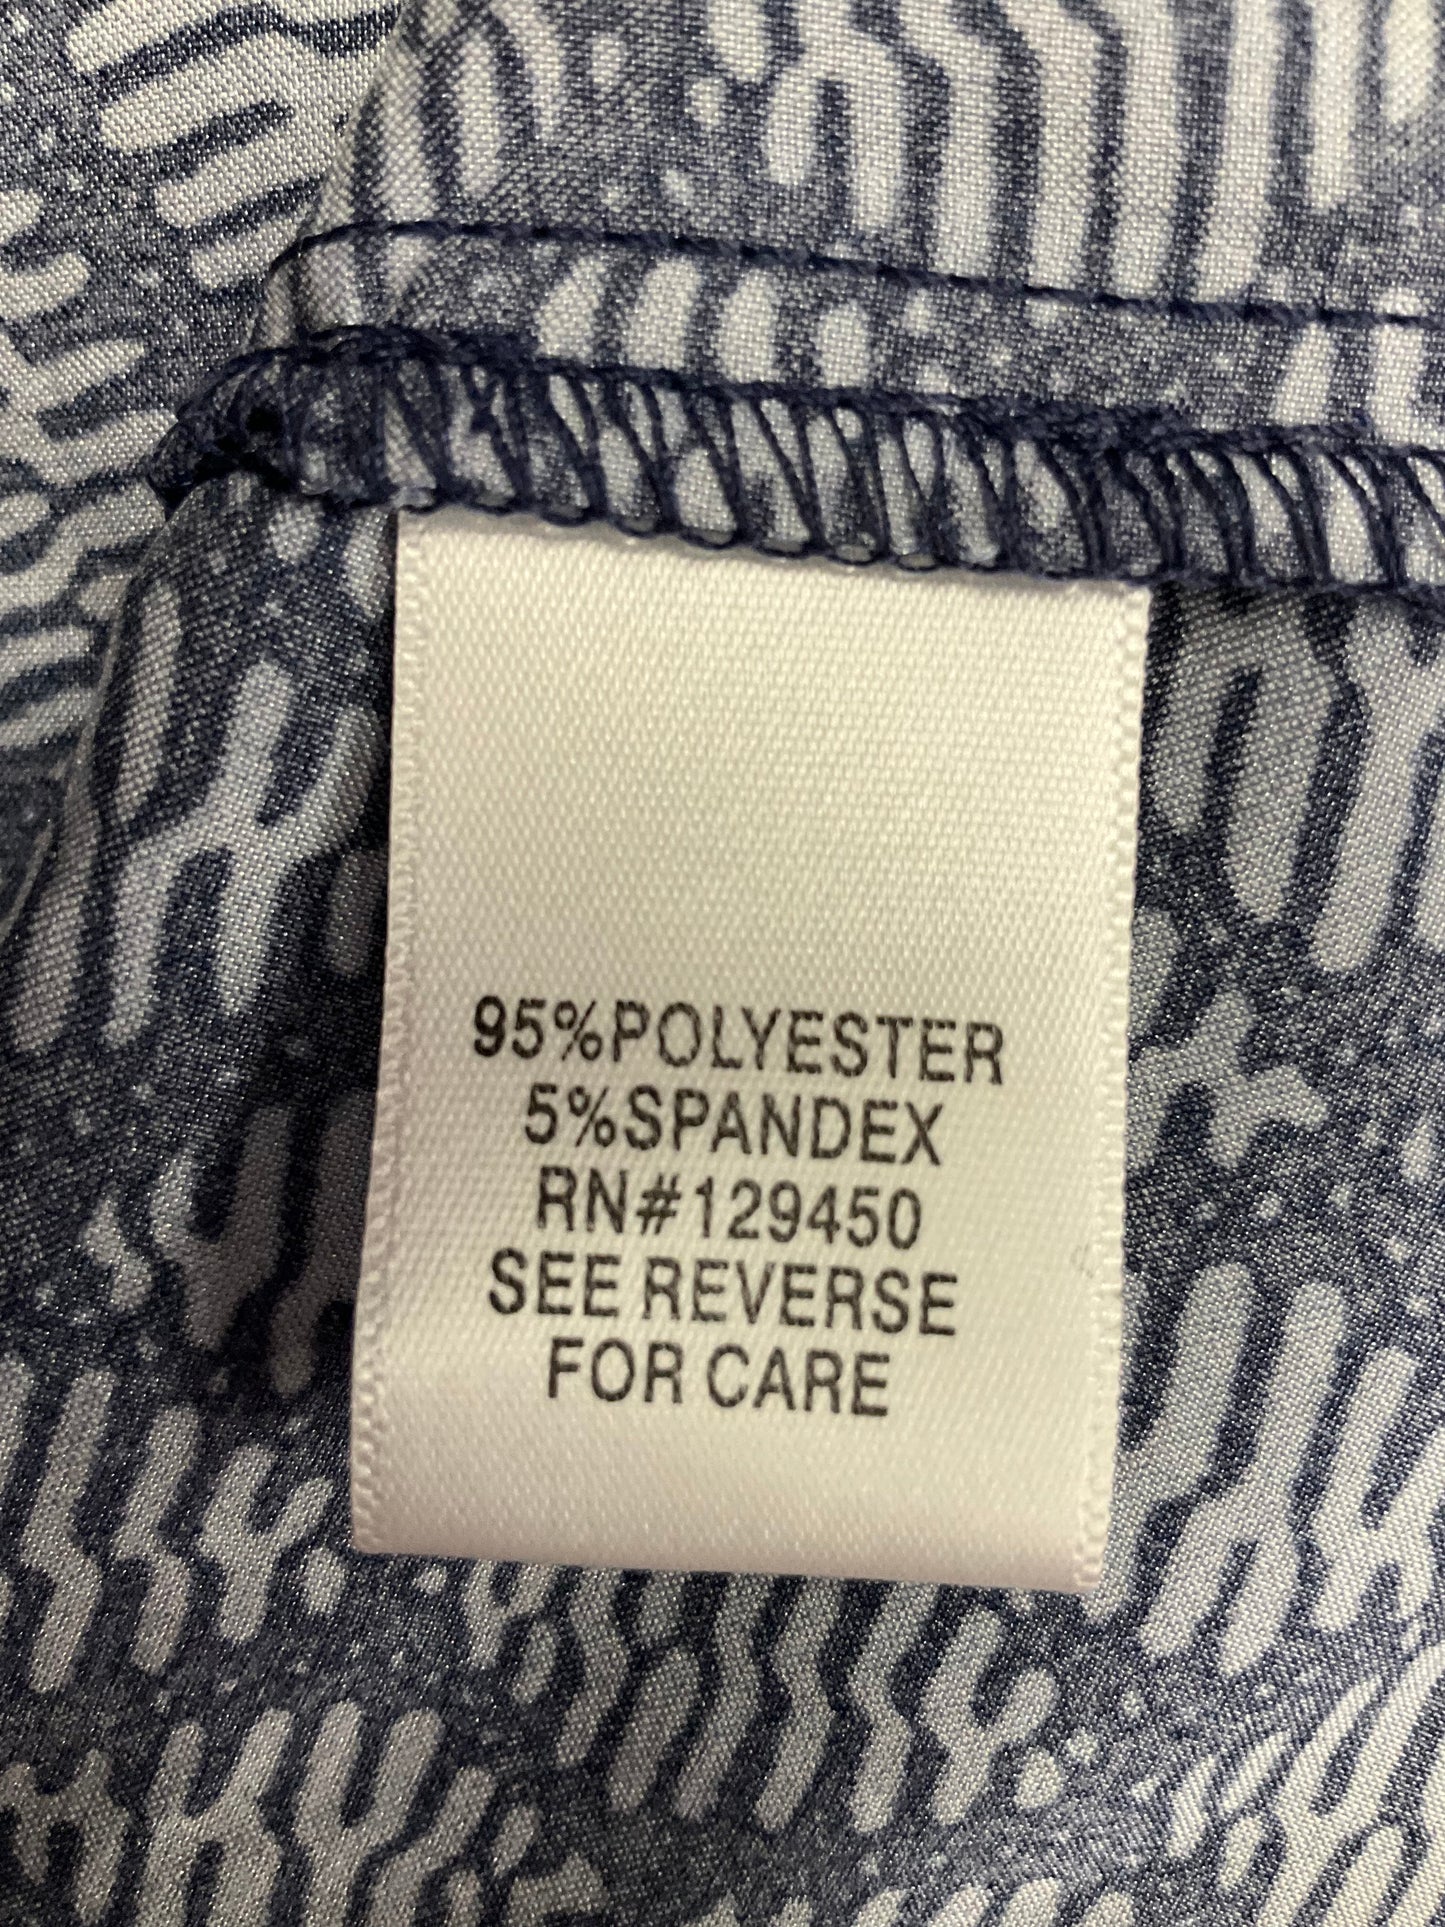 95%POLYESTER
5%SPANDEX
RN#129450
SEE REVERSE
FOR CARE